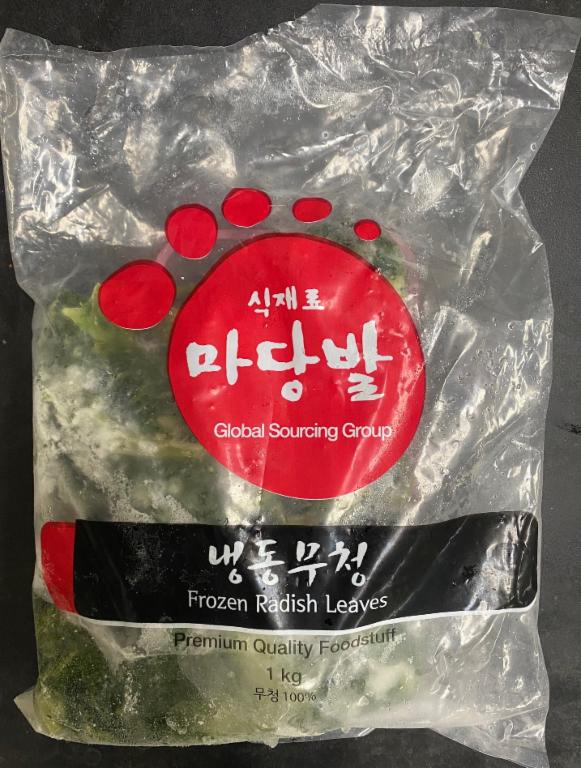 식재료
마당발
Global Sourcing Group
냉동무청
Frozen Radish Leaves
Premium Quality Foodstuff
1 kg
무청 100%